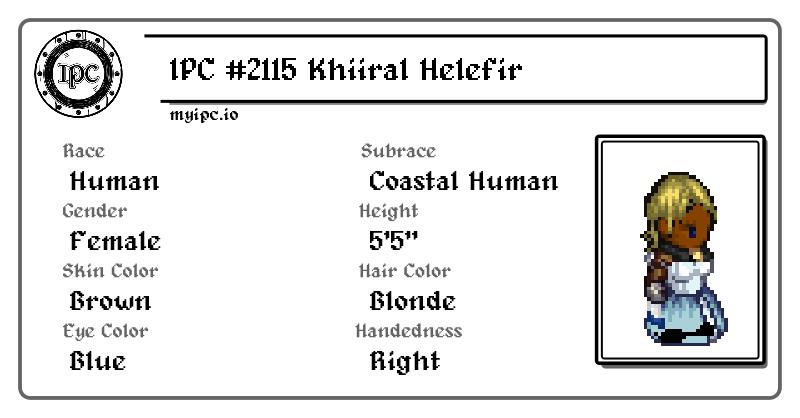 IPC
1PC #2115 Khiiral Helefir
myipc.io
Race
Human
Subrace
Coastal Human
Gender
Female
Height
5'5"
Skin Color
Brown
Hair Color
Blonde
Eye Color
Blue
Handedness
Right